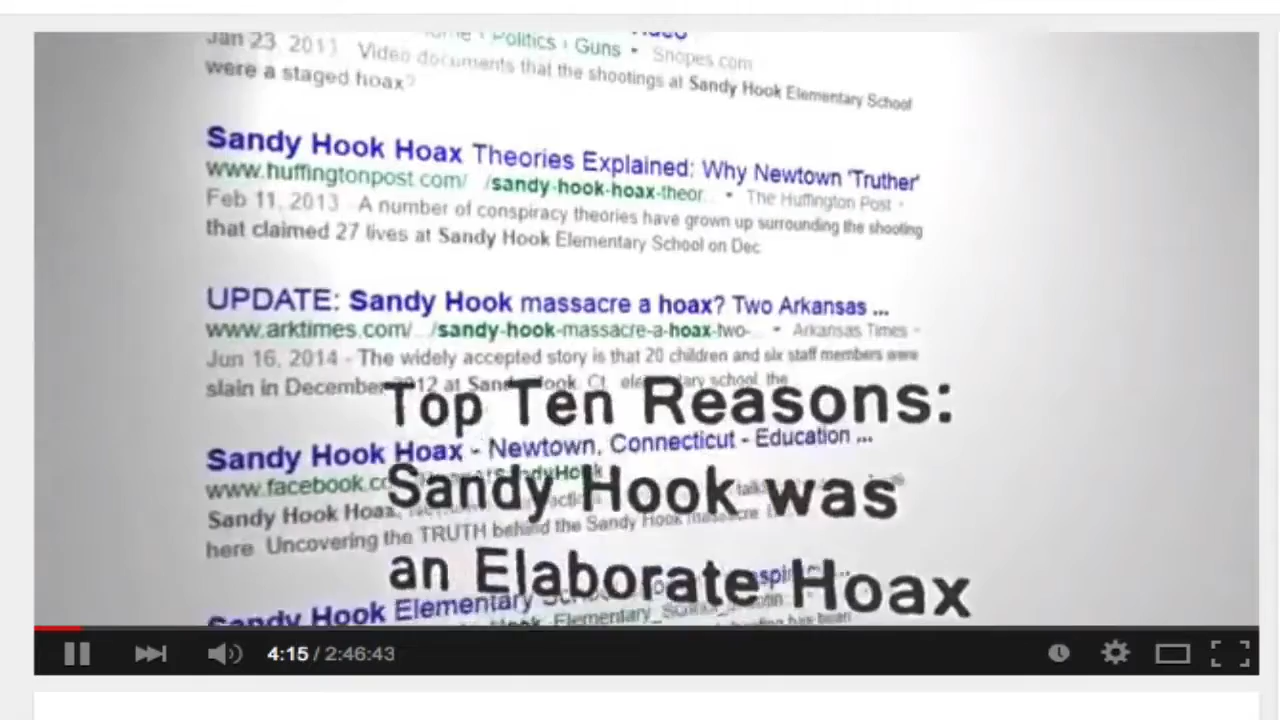 Home › Politics › Guns • Snopes.com
Jan 23, 2011 Video documents that the shootings at Sandy Hook Elementary School
were a staged hoax?
Sandy Hook Hoax Theories Explained: Why Newtown 'Truther'
www.huffingtonpost.com/ /sandy-hook-hoax-theor... • The Huffington Post -
Feb 11, 2013 - A number of conspiracy theories have grown up surrounding the shooting
that claimed 27 lives at Sandy Hook Elementary School on Dec
UPDATE: Sandy Hook massacre a hoax? Two Arkansas ...
www.arktimes.com/.../sandy-hook-massacre-a-hoax-two-... • Arkansas Times -
Jun 16, 2014 - The widely accepted story is that 20 children and six staff members were
slain in December 2012 at Sandy Hook, Ct. elementary school, the
Top Ten Reasons:
Sandy Hook Hoax - Newtown, Connecticut - Education ...
www.facebook.co
Sandy Hook was
Sandy Hook Hoax,
here Uncovering the TRUTH behind the Sandy Hook massacre
an Elaborate Hoax
Sandy Hook Elementary
4:15 / 2:46:43